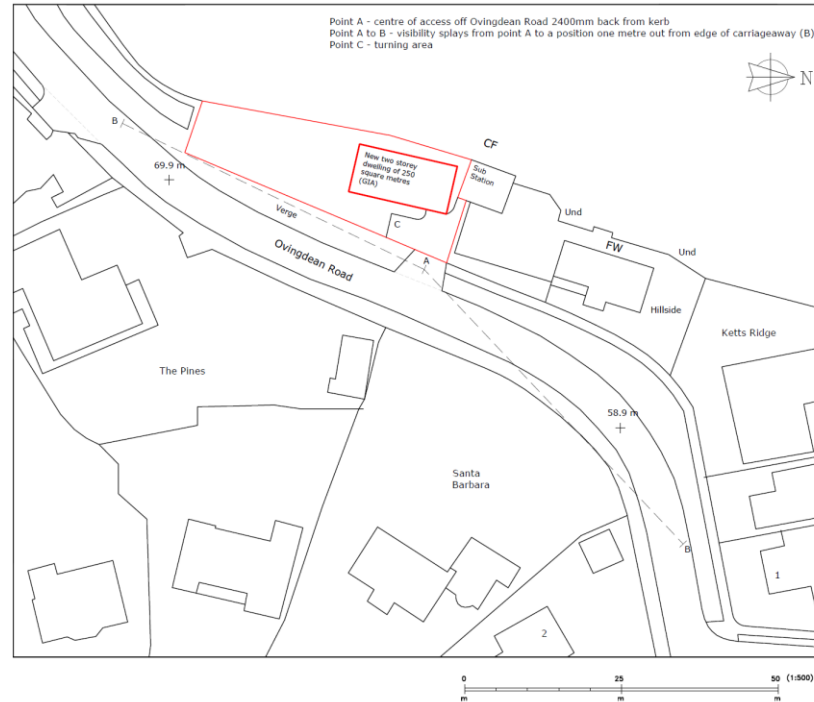 Point A - centre of access off Ovingdean Road 2400mm back from kerb
Point A to B - visibility splays from point A to a position one metre out from edge of carriageaway (B)
Point C - turning area
N
B
CF
69.9 m
New two storey
dwelling of 250
square metres
(GIA)
Sub
Station
Und
Verge
C
FW
Und
Ovingdean Road
A
Hillside
Ketts Ridge
The Pines
58.9 m
Santa
Barbara
B
1
2
0
25
50
(1:500)
m
m
m